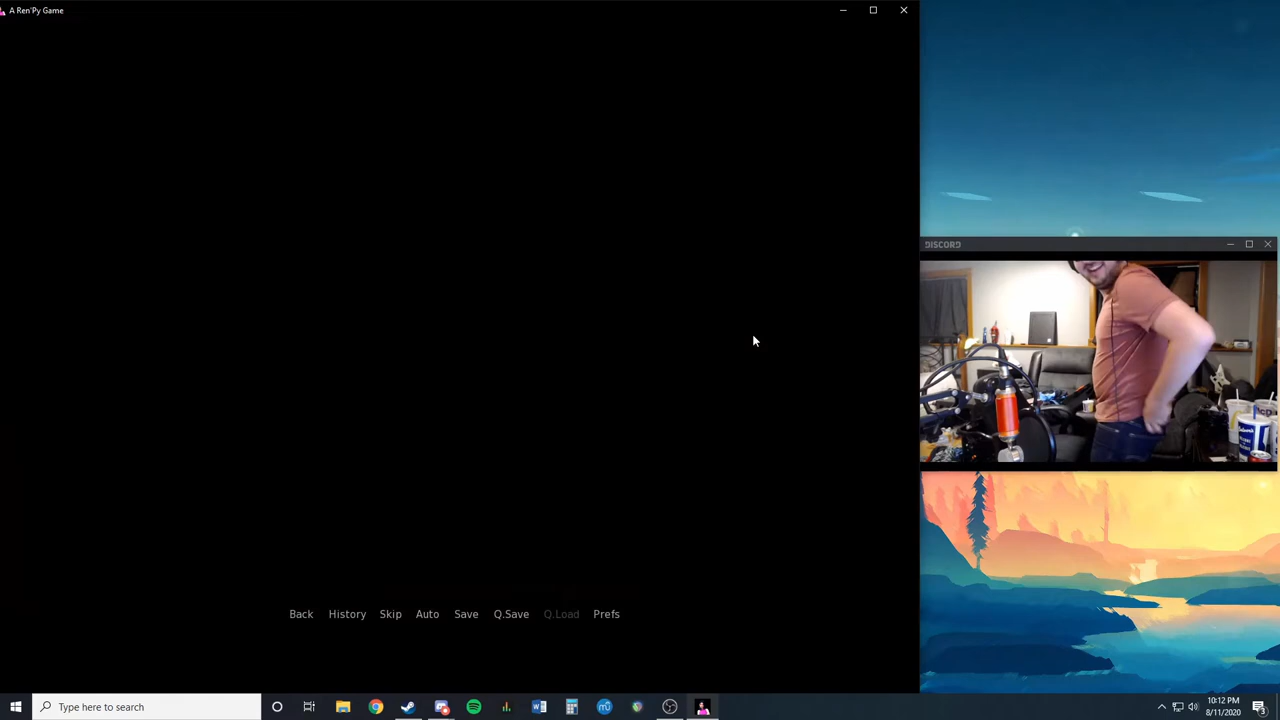 A Ren'Py Game
DISCORD
Back History Skip Auto Save Q.Save Q.Load Prefs
Type here to search
10:12 PM
8/11/2020
3